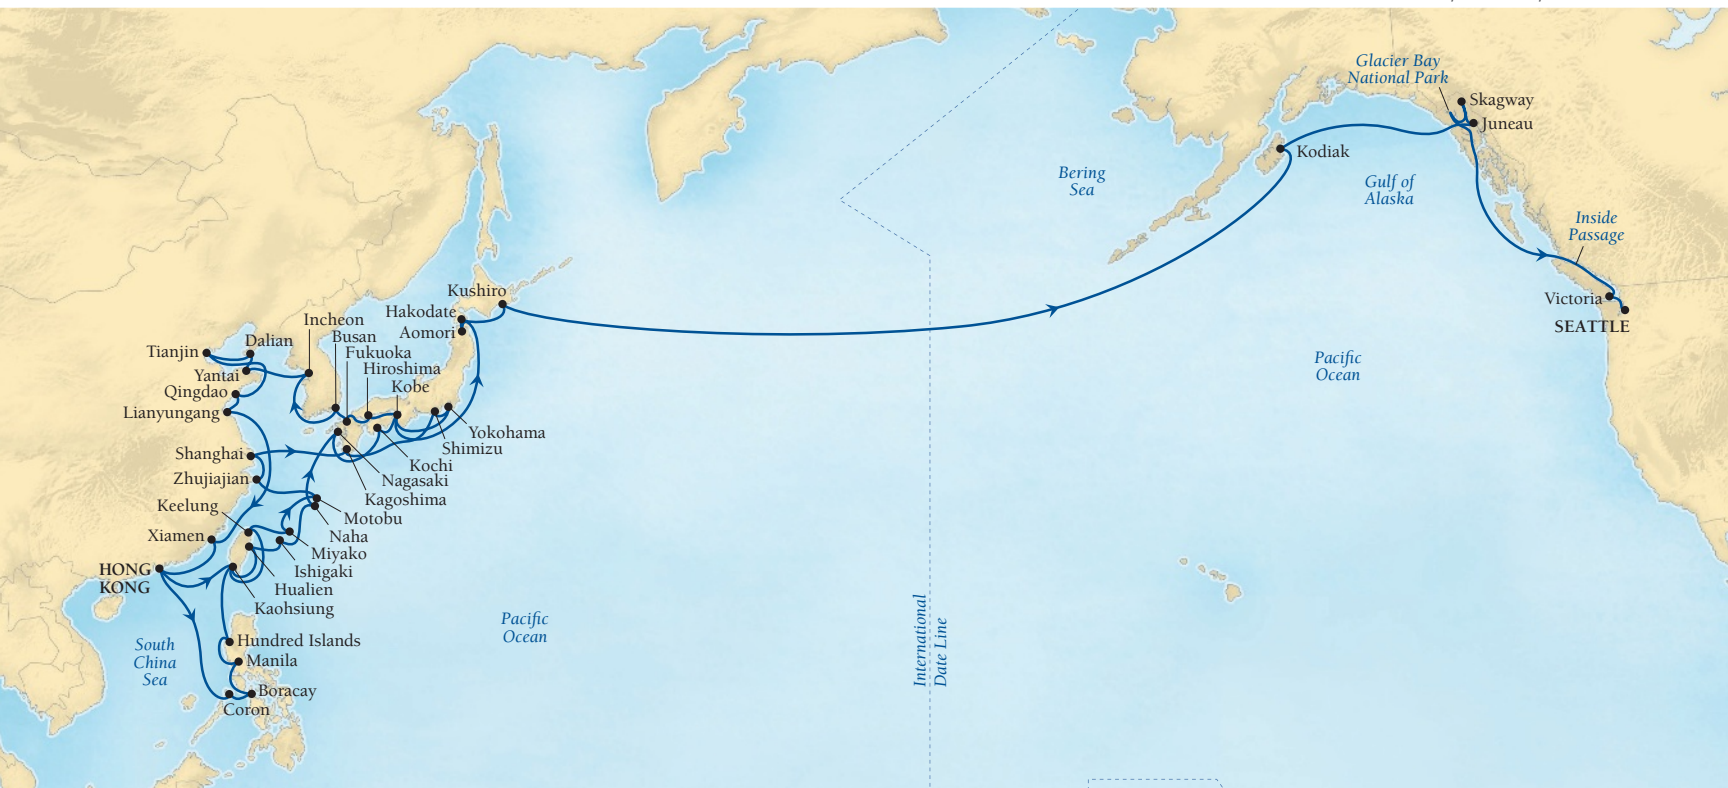 Glacier Bay
National Park
Skagway
Juneau
Kodiak
Bering
Sea
Gulf of
Alaska
Inside
Passage
Kushiro
Victoria
SEATTLE
Hakodate
Aomori
Incheon
Busan
Fukuoka
Hiroshima
Kobe
Dalian
Tianjin
Yantai
Qingdao
Lianyungang
Pacific
Ocean
Yokohama
Shimizu
Kochi
Nagasaki
Kagoshima
Shanghai
Zhujiajian
Keelung
Motobu
Naha
Miyako
Ishigaki
Hualien
Kaohsiung
Xiamen
HONG
KONG
Pacific
Ocean
International
Date Line
South
China
Sea
Hundred Islands
Manila
Boracay
Coron